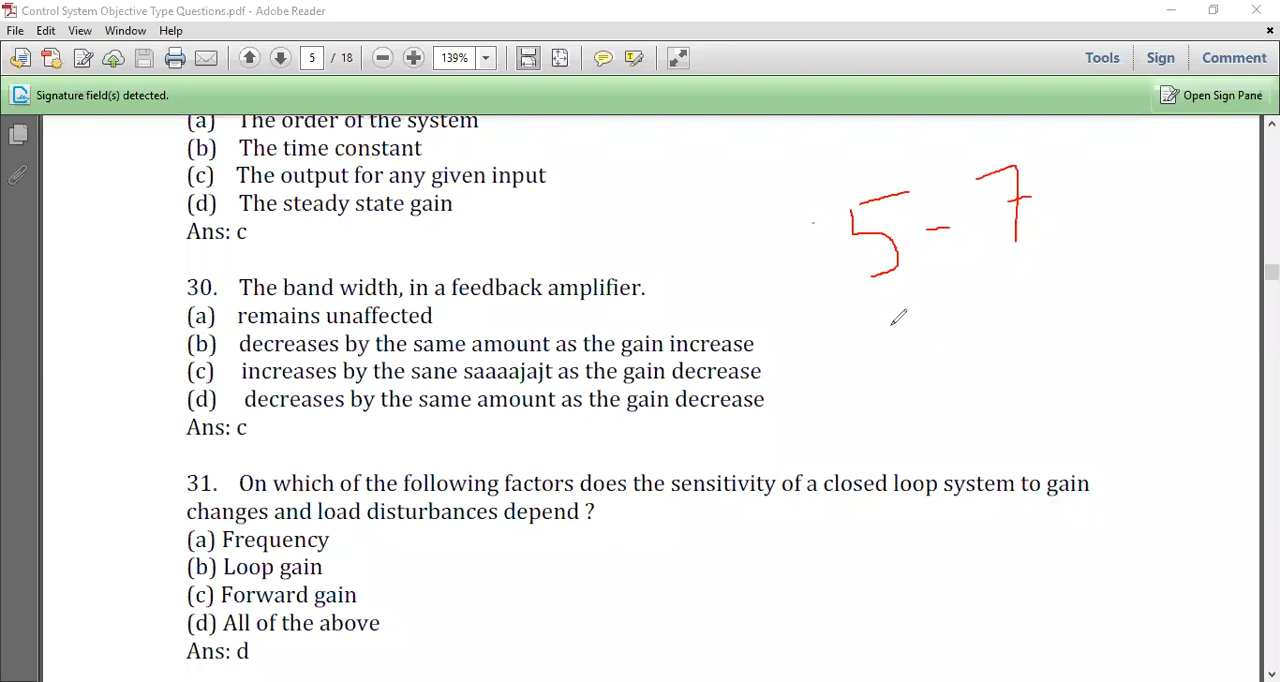 Control System Objective Type Questions.pdf - Adobe Reader
File Edit View Window Help
5 / 18 139% Tools Sign Comment
Signature field(s) detected. Open Sign Pane
(a) The order of the system
(b) The time constant
(c) The output for any given input
(d) The steady state gain
Ans: c
5 - 7
30. The band width, in a feedback amplifier.
(a) remains unaffected
(b) decreases by the same amount as the gain increase
(c) increases by the sane saaaajajt as the gain decrease
(d) decreases by the same amount as the gain decrease
Ans: c
31. On which of the following factors does the sensitivity of a closed loop system to gain
changes and load disturbances depend ?
(a) Frequency
(b) Loop gain
(c) Forward gain
(d) All of the above
Ans: d